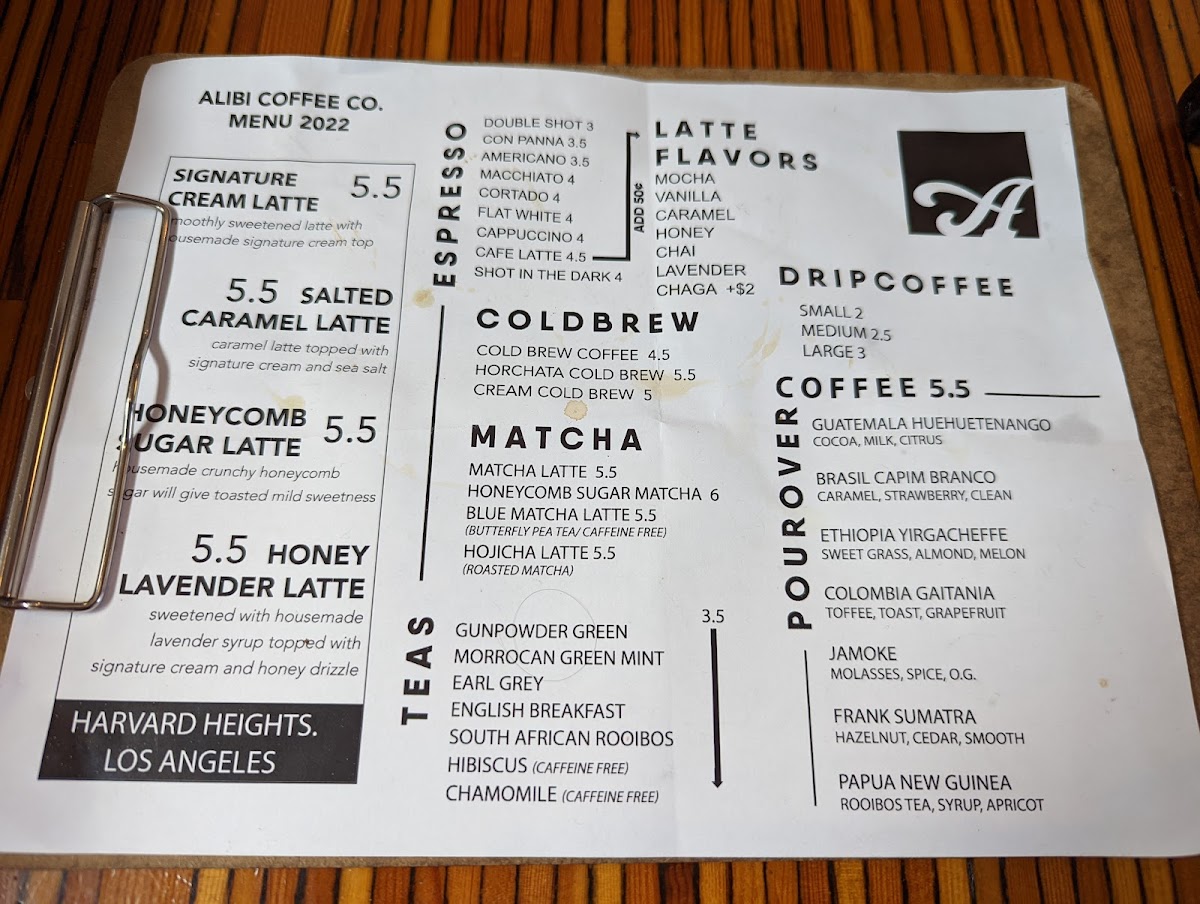 ALIBI COFFEE CO.
MENU 2022
SIGNATURE
CREAM LATTE 5.5
moothly sweetened latte with
ousemade signature cream top
5.5 SALTED
CARAMEL LATTE
caramel latte topped with
signature cream and sea salt
HONEYCOMB
SUGAR LATTE 5.5
housemade crunchy honeycomb
sugar will give toasted mild sweetness
5.5 HONEY
LAVENDER LATTE
sweetened with housemade
lavender syrup topped with
signature cream and honey drizzle
HARVARD HEIGHTS.
LOS ANGELES
ESPRESSO
DOUBLE SHOT 3
CON PANNA 3.5
AMERICANO 3.5
MACCHIATO 4
CORTADO 4
FLAT WHITE 4
CAPPUCCINO 4
CAFE LATTE 4.5
SHOT IN THE DARK 4
ADD 50¢
LATTE
FLAVORS
MOCHA
VANILLA
CARAMEL
HONEY
CHAI
LAVENDER
CHAGA +$2
COLDBREW
COLD BREW COFFEE 4.5
HORCHATA COLD BREW 5.5
CREAM COLD BREW 5
MATCHA
MATCHA LATTE 5.5
HONEYCOMB SUGAR MATCHA 6
BLUE MATCHA LATTE 5.5
(BUTTERFLY PEA TEA/ CAFFEINE FREE)
HOJICHA LATTE 5.5
(ROASTED MATCHA)
TEAS
3.5
GUNPOWDER GREEN
MORROCAN GREEN MINT
EARL GREY
ENGLISH BREAKFAST
SOUTH AFRICAN ROOIBOS
HIBISCUS (CAFFEINE FREE)
CHAMOMILE (CAFFEINE FREE)
A
DRIPCOFFEE
SMALL 2
MEDIUM 2.5
LARGE 3
COFFEE 5.5
POUROVER
GUATEMALA HUEHUETENANGO
COCOA, MILK, CITRUS
BRASIL CAPIM BRANCO
CARAMEL, STRAWBERRY, CLEAN
ETHIOPIA YIRGACHEFFE
SWEET GRASS, ALMOND, MELON
COLOMBIA GAITANIA
TOFFEE, TOAST, GRAPEFRUIT
JAMOKE
MOLASSES, SPICE, O.G.
FRANK SUMATRA
HAZELNUT, CEDAR, SMOOTH
PAPUA NEW GUINEA
ROOIBOS TEA, SYRUP, APRICOT